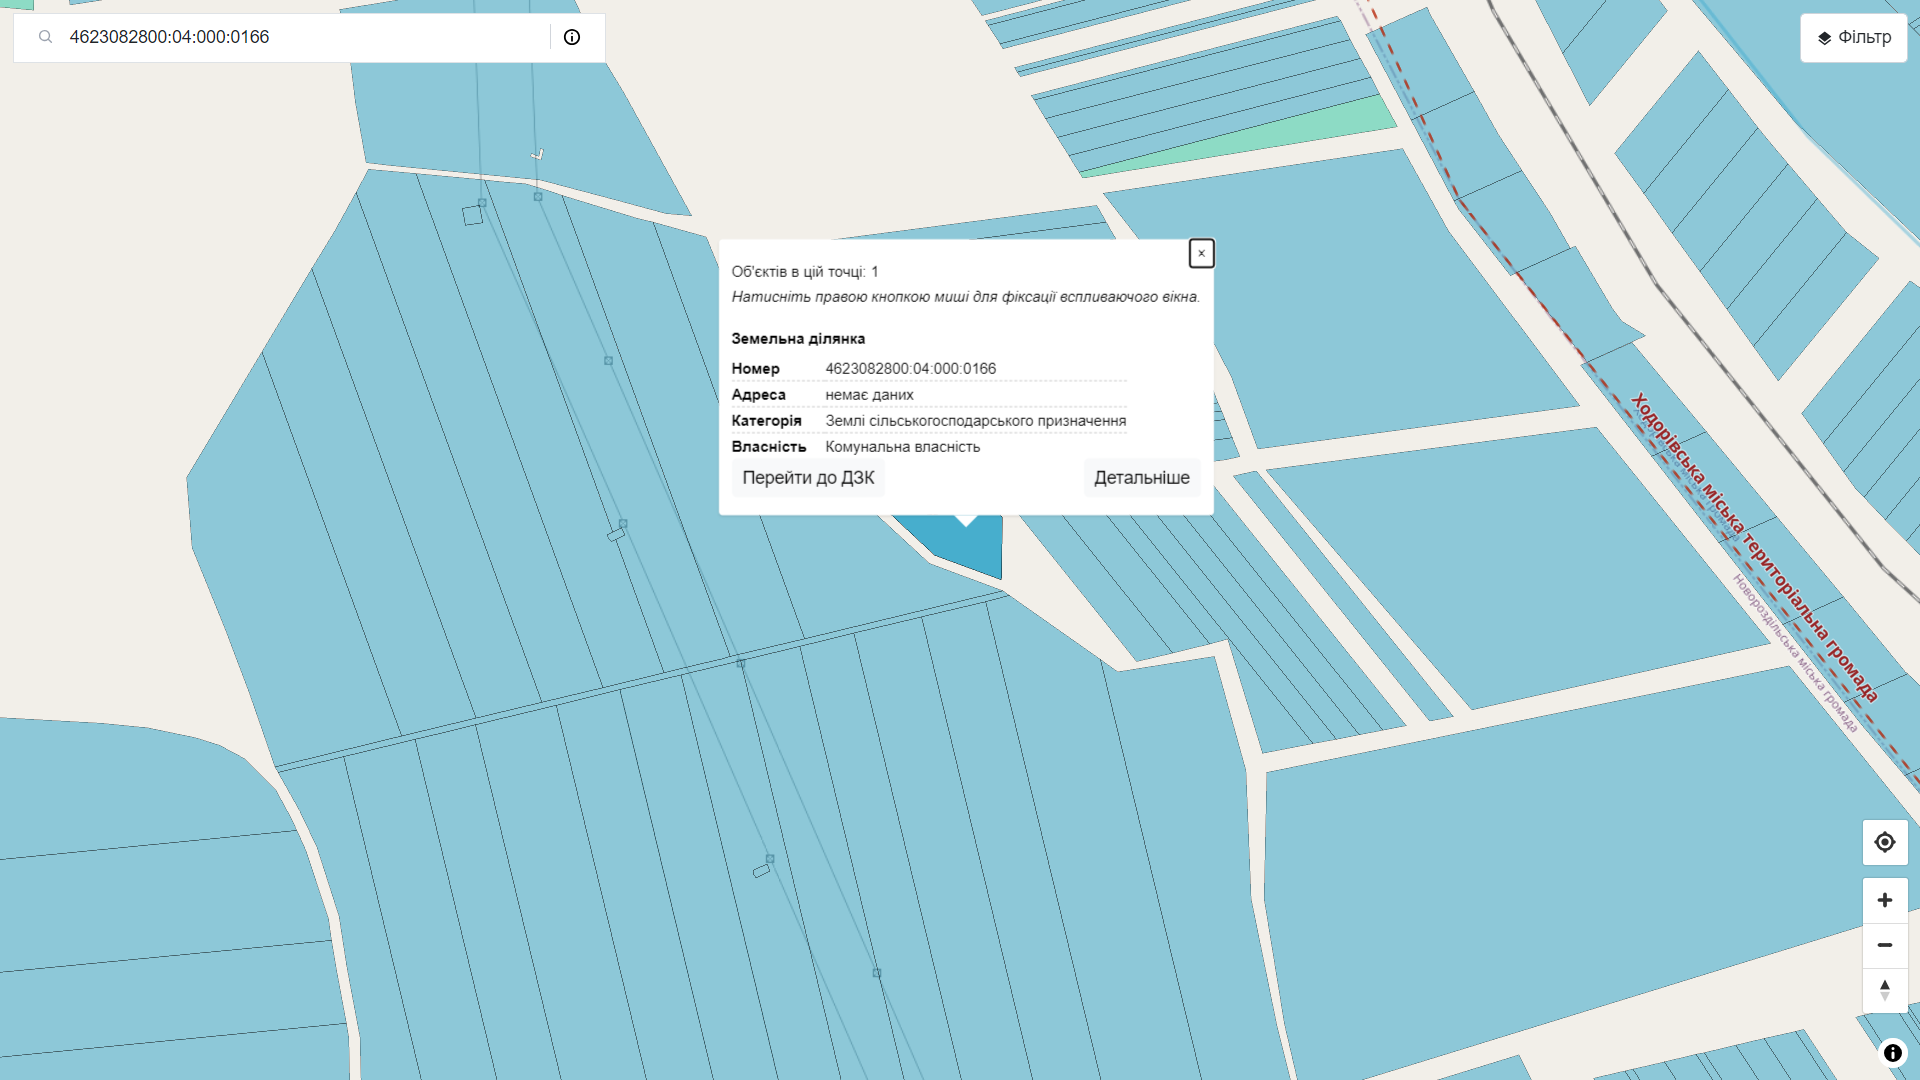 4623082800:04:000:0166
Фільтр
Об'єктів в цій точці: 1
Натисніть правою кнопкою миші для фіксації вспливаючого вікна.
Земельна ділянка
Номер 4623082800:04:000:0166
Адреса немає даних
Категорія Землі сільськогосподарського призначення
Власність Комунальна власність
Перейти до ДЗК Детальніше
Ходорівська міська територіальна громада
Новороздільська міська громада